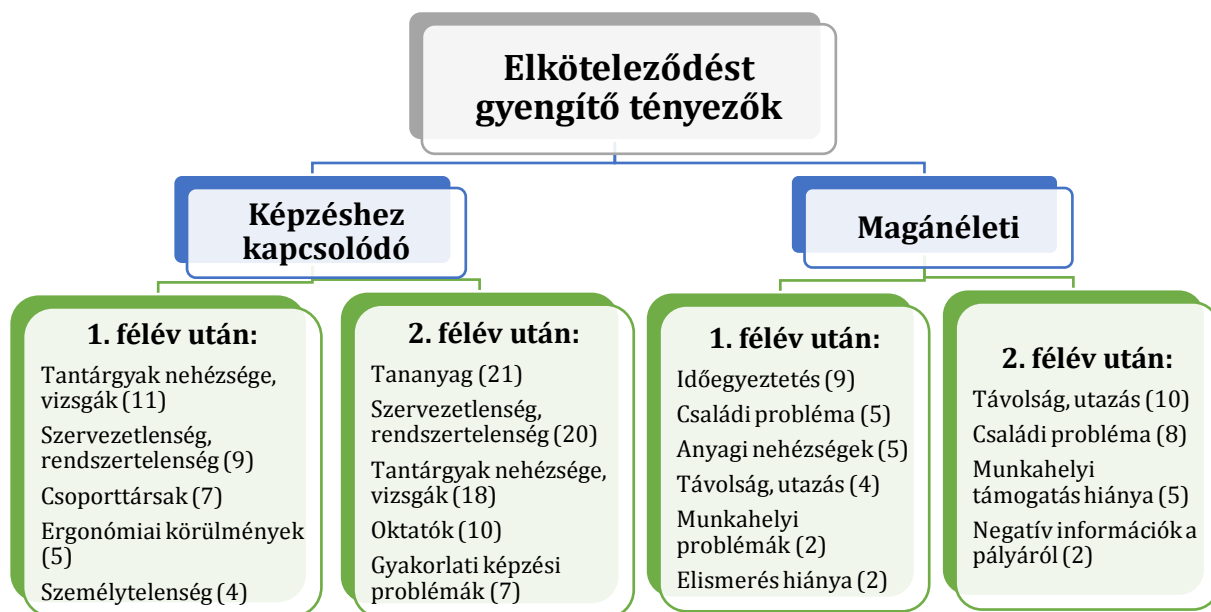 Elköteleződést
gyengítő tényezők
Képzéshez
kapcsolódó
Magánéleti
1. félév után:
Tantárgyak nehézsége,
vizsgák (11)
Szervezetlenség,
rendszertelenség (9)
Csoporttársak (7)
Ergonómiai körülmények
(5)
Személytelenség (4)
2. félév után:
Tananyag (21)
Szervezetlenség,
rendszertelenség (20)
Tantárgyak nehézsége,
vizsgák (18)
Oktatók (10)
Gyakorlati képzési
problémák (7)
1. félév után:
Időegyeztetés (9)
Családi probléma (5)
Anyagi nehézségek (5)
Távolság, utazás (4)
Munkahelyi
problémák (2)
Elismerés hiánya (2)
2. félév után:
Távolság, utazás (10)
Családi probléma (8)
Munkahelyi
támogatás hiánya (5)
Negatív információk a
pályáról (2)